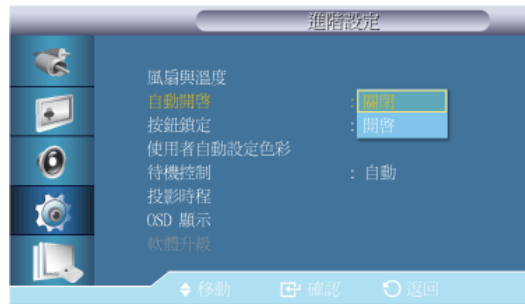 進階設定
風扇與溫度
自動開啓 : 關閉
按鈕鎖定 : 開啓
使用者自動設定色彩
待機控制 : 自動
投影時程
OSD 顯示
軟體升級
移動 確認 返回